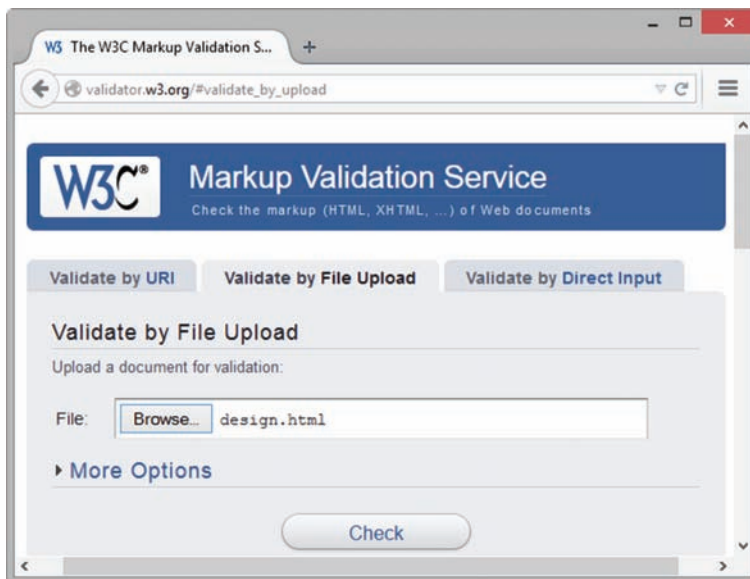 W3 The W3C Markup Validation S...
validator.w3.org/#validate_by_upload
W3C®
Markup Validation Service
Check the markup (HTML, XHTML, ...) of Web documents
Validate by URI Validate by File Upload Validate by Direct Input
Validate by File Upload
Upload a document for validation:
File: Browse... design.html
More Options
Check